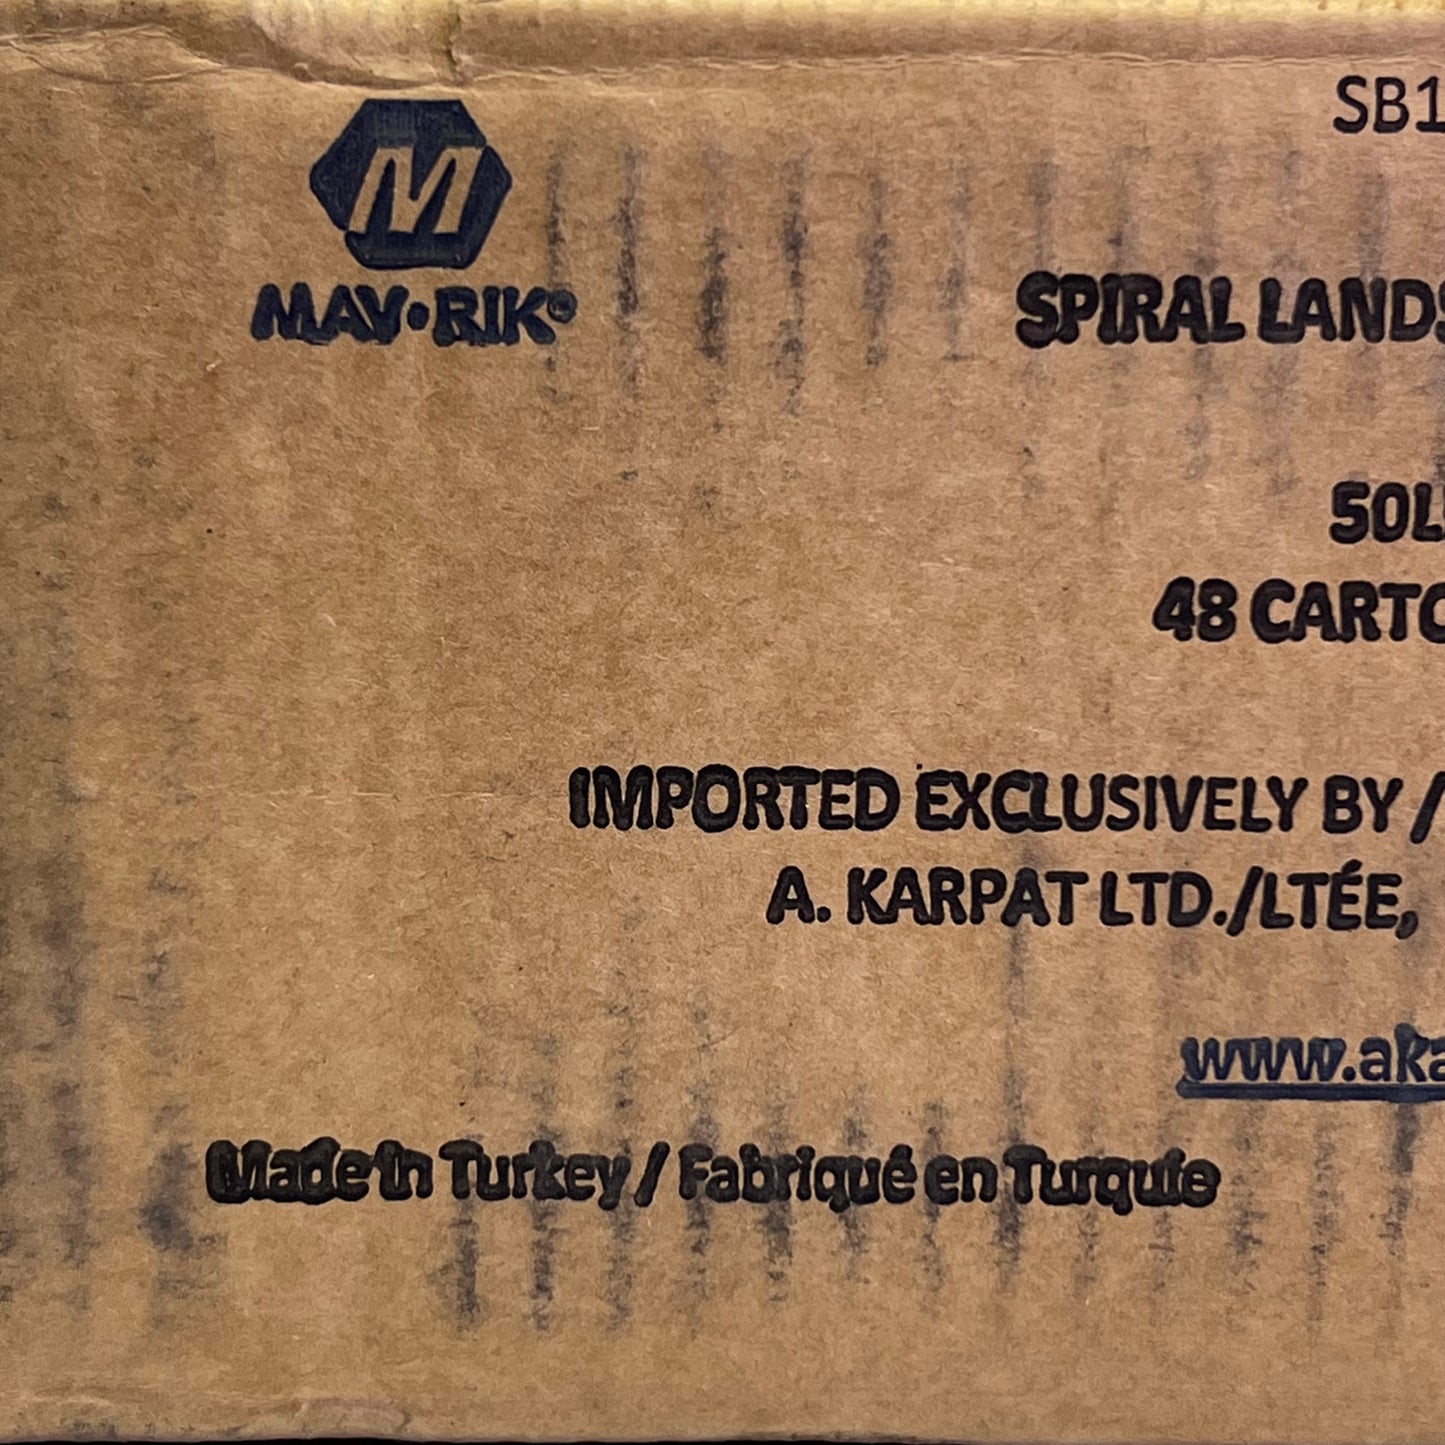 SB1
M
MAV•RIK®
SPIRAL LANDS
50L
48 CARTO
IMPORTED EXCLUSIVELY BY /
A. KARPAT LTD./LTÉE,
www.aka
Made in Turkey / Fabriqué en Turquie